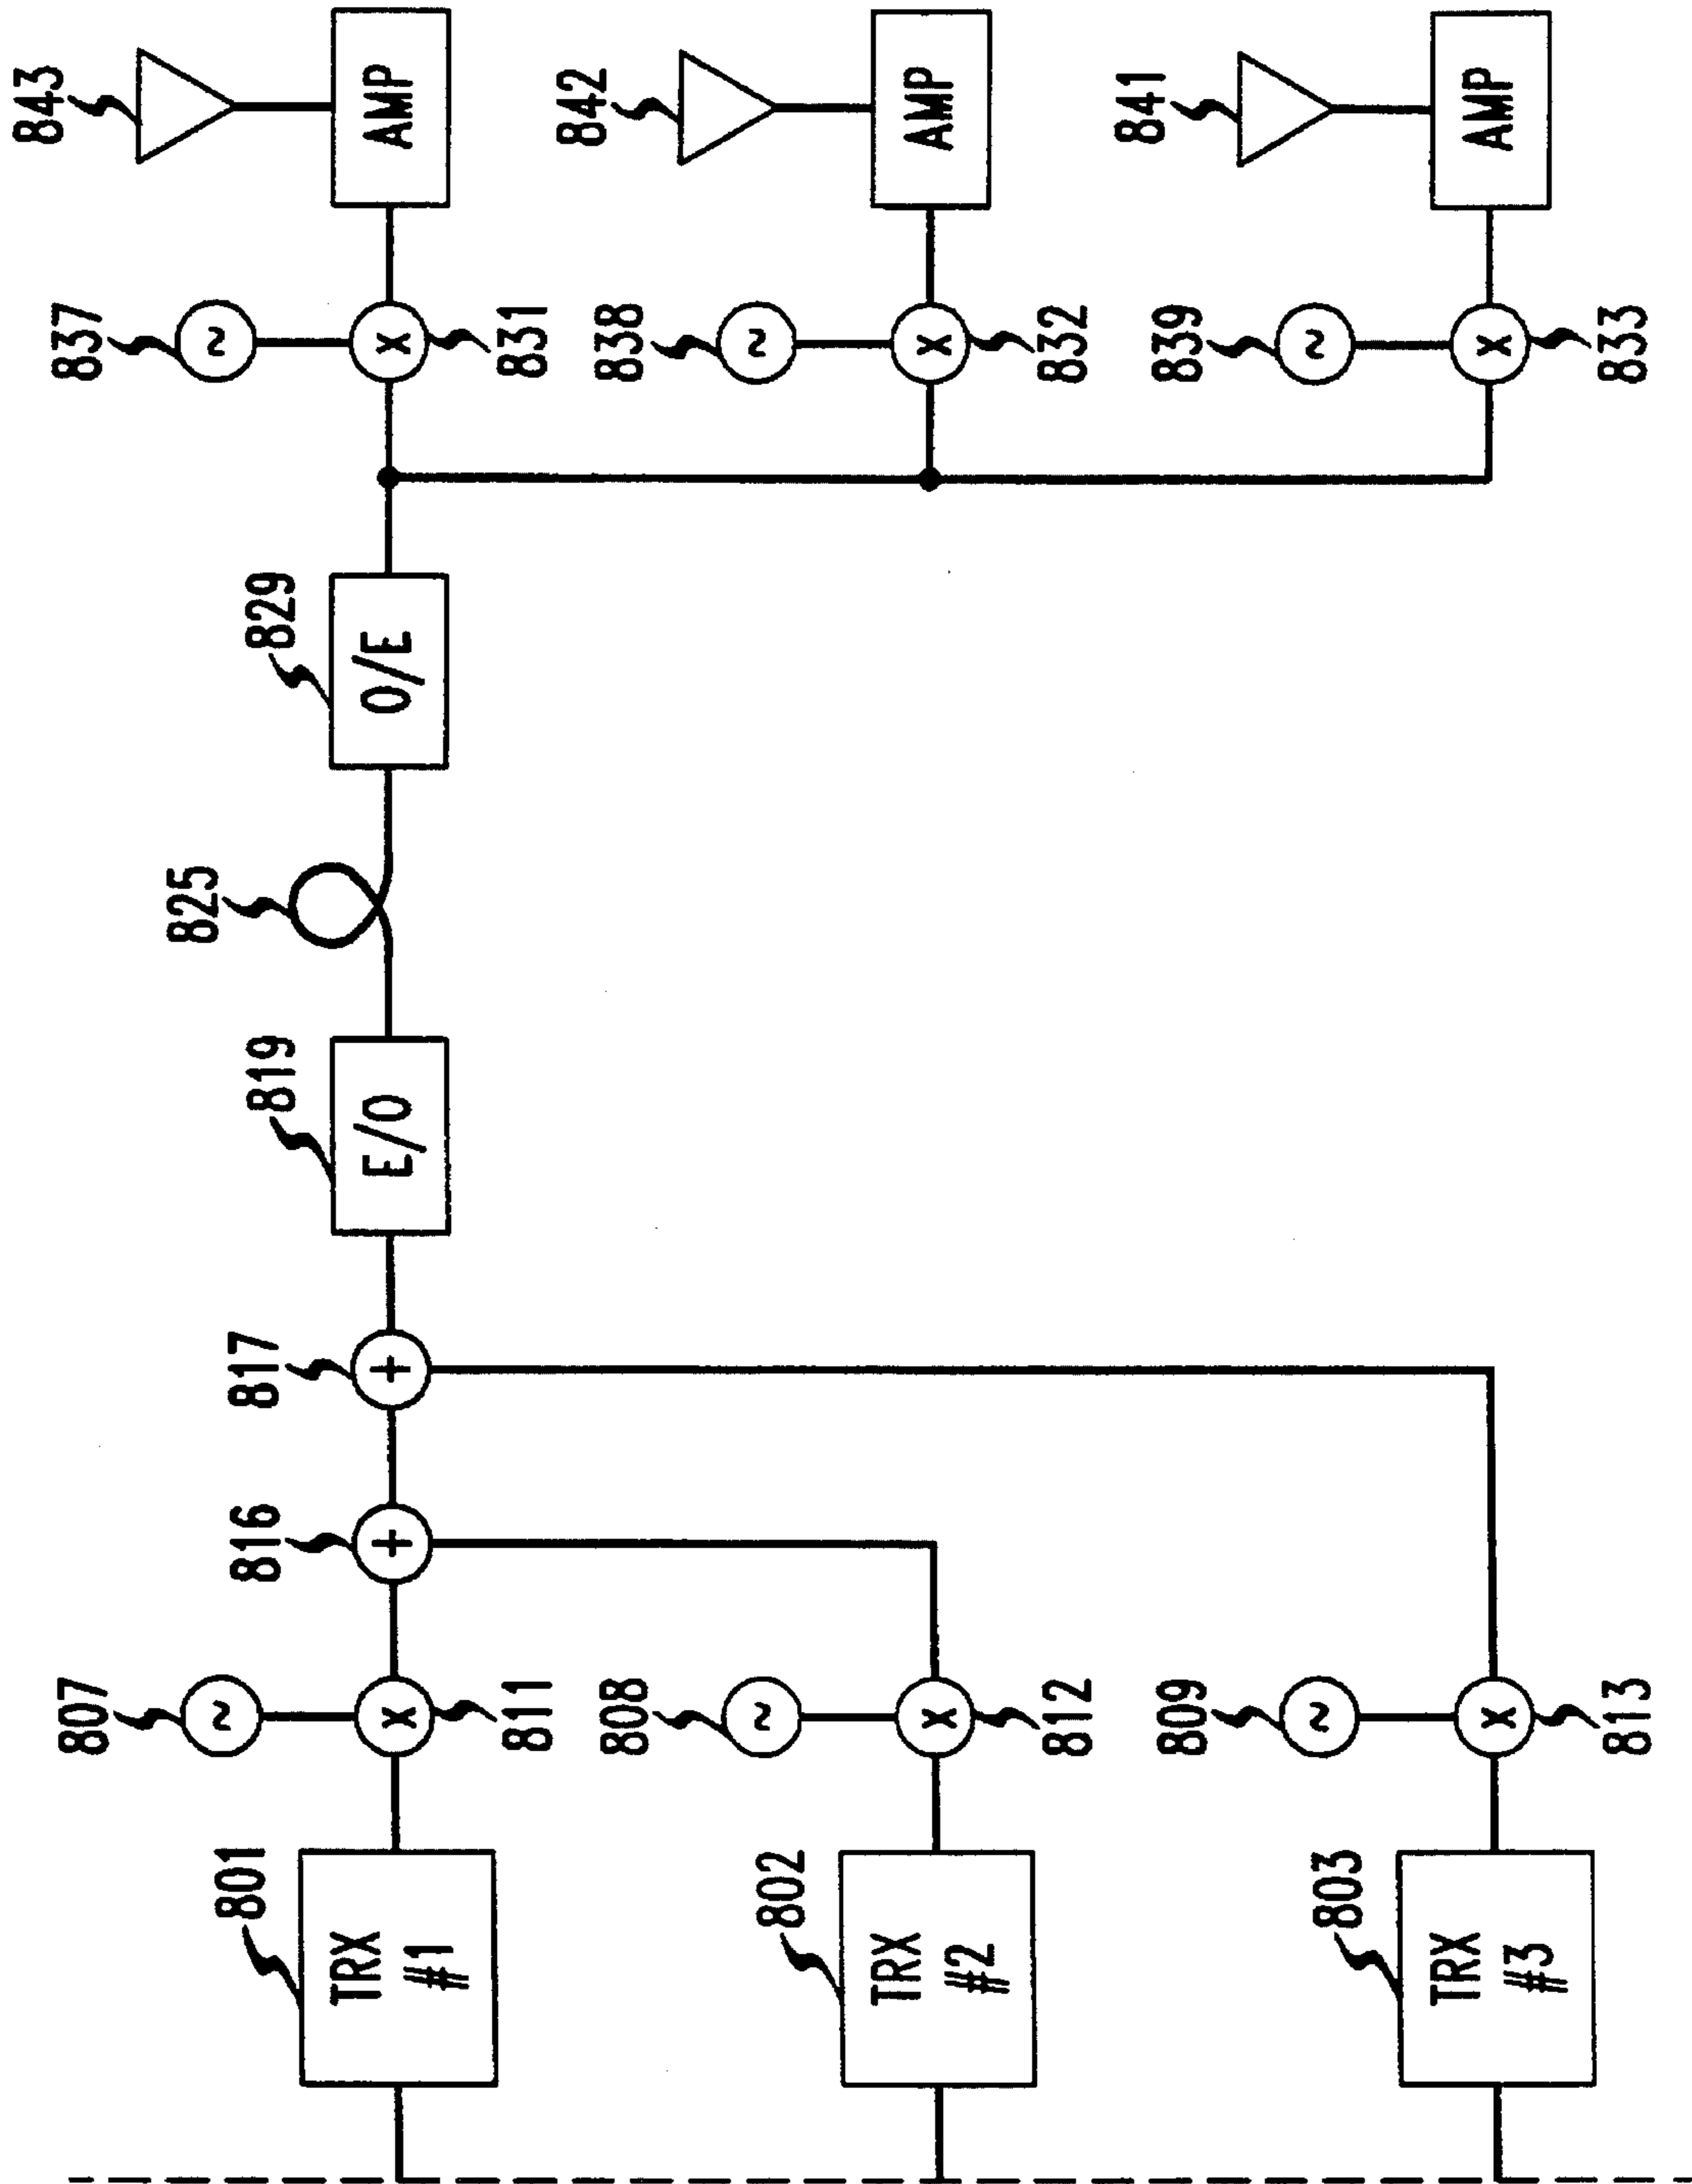 843
807 837
825
801 816 817 819 829
~ ~
TRX
#1
x + + E/O O/E x AMP
811 831
842
808 838
~ ~
802
TRX
#2
x x AMP
812 832
841
809 839
~ ~
803
TRX
#3
x x AMP
813 833